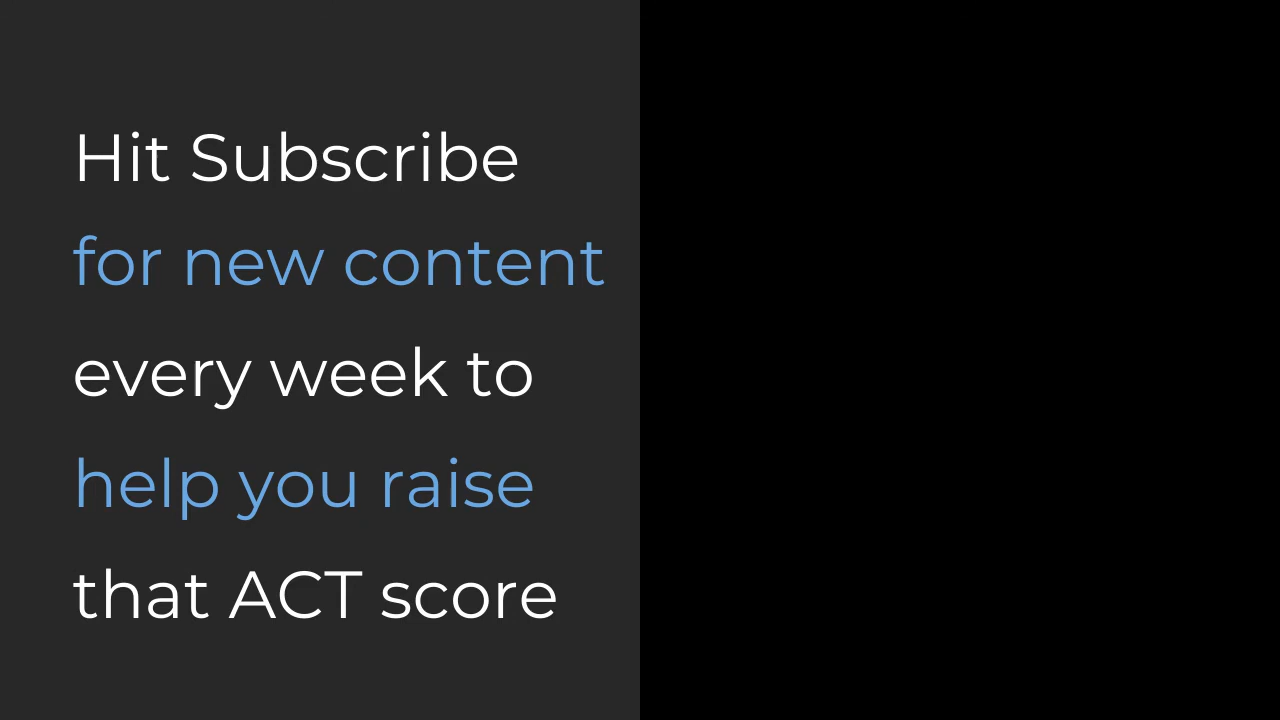 Hit Subscribe
for new content
every week to
help you raise
that ACT score